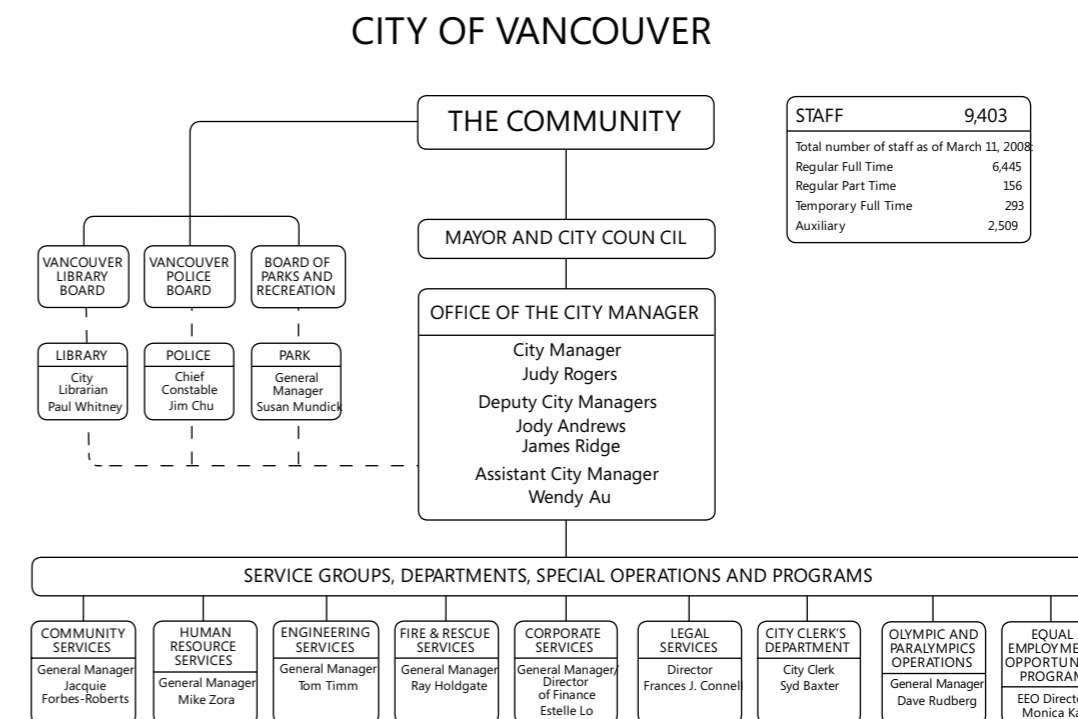 CITY OF VANCOUVER
THE COMMUNITY
STAFF 9,403
Total number of staff as of March 11, 2008:
Regular Full Time 6,445
Regular Part Time 156
Temporary Full Time 293
Auxiliary 2,509
MAYOR AND CITY COUN CIL
VANCOUVER
LIBRARY
BOARD
VANCOUVER
POLICE
BOARD
BOARD OF
PARKS AND
RECREATION
OFFICE OF THE CITY MANAGER
City Manager
Judy Rogers
Deputy City Managers
Jody Andrews
James Ridge
Assistant City Manager
Wendy Au
LIBRARY
City
Librarian
Paul Whitney
POLICE
Chief
Constable
Jim Chu
PARK
General
Manager
Susan Mundick
SERVICE GROUPS, DEPARTMENTS, SPECIAL OPERATIONS AND PROGRAMS
COMMUNITY
SERVICES
General Manager
Jacquie
Forbes-Roberts
HUMAN
RESOURCE
SERVICES
General Manager
Mike Zora
ENGINEERING
SERVICES
General Manager
Tom Timm
FIRE & RESCUE
SERVICES
General Manager
Ray Holdgate
CORPORATE
SERVICES
General Manager/
Director
of Finance
Estelle Lo
LEGAL
SERVICES
Director
Frances J. Connell
CITY CLERK'S
DEPARTMENT
City Clerk
Syd Baxter
OLYMPIC AND
PARALYMPICS
OPERATIONS
General Manager
Dave Rudberg
EQUAL
EEO
Monica